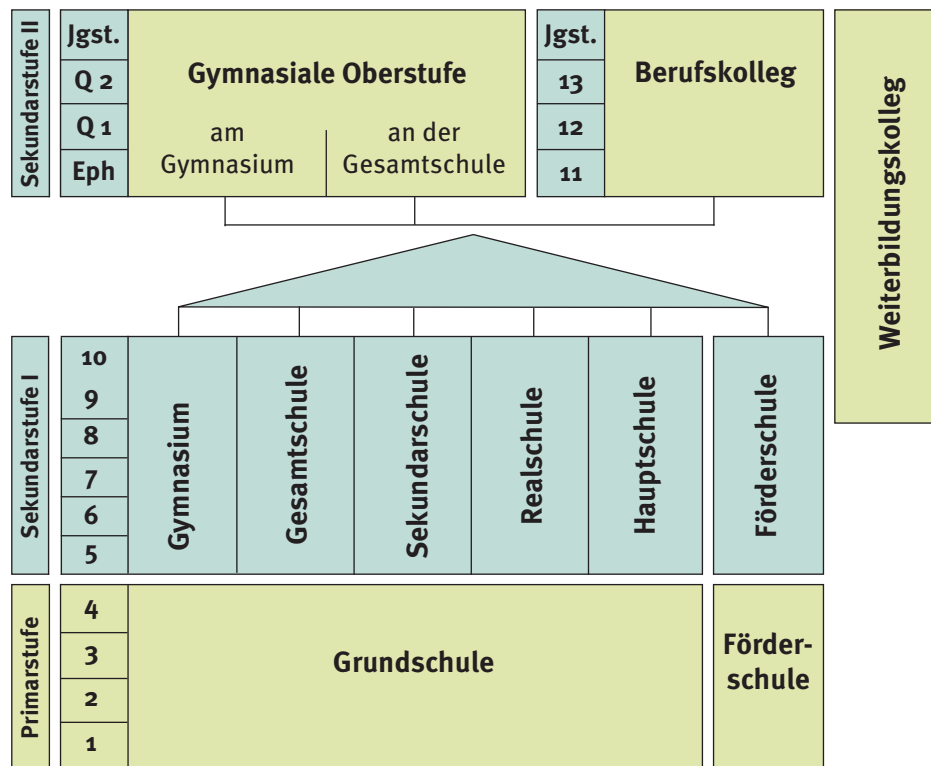 Sekundarstufe II
Jgst.
Q 2
Q 1
Eph
Gymnasiale Oberstufe
am
Gymnasium
an der
Gesamtschule
Jgst.
13
12
11
Berufskolleg
Weiterbildungskolleg
Sekundarstufe I
10
9
8
7
6
5
Gymnasium
Gesamtschule
Sekundarschule
Realschule
Hauptschule
Förderschule
Primarstufe
4
3
2
1
Grundschule
Förder-
schule